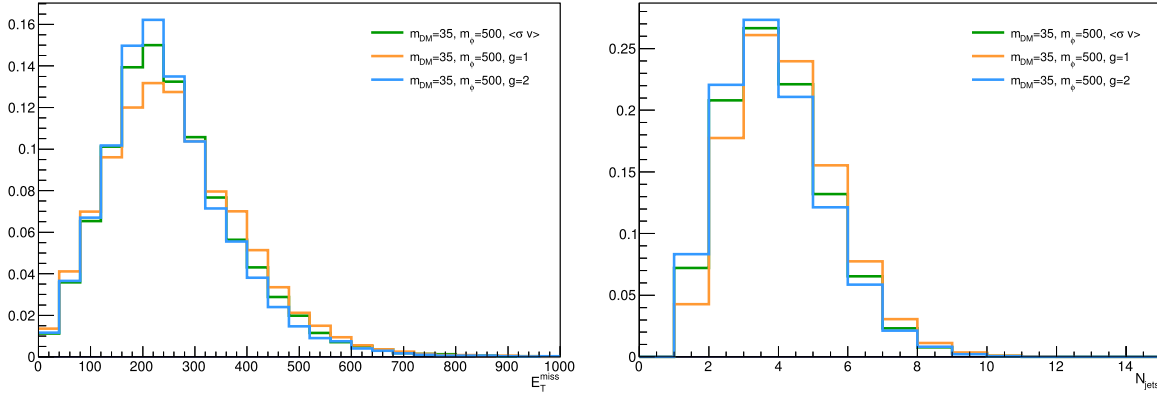 0.16
0.14
0.12
0.1
0.08
0.06
0.04
0.02
0
0 100 200 300 400 500 600 700 800 900 1000
E_T^miss
m_DM=35, m_ϕ=500, <σ v>
m_DM=35, m_ϕ=500, g=1
m_DM=35, m_ϕ=500, g=2
0.25
0.2
0.15
0.1
0.05
0
0 2 4 6 8 10 12 14
N_jets
m_DM=35, m_ϕ=500, <σ v>
m_DM=35, m_ϕ=500, g=1
m_DM=35, m_ϕ=500, g=2